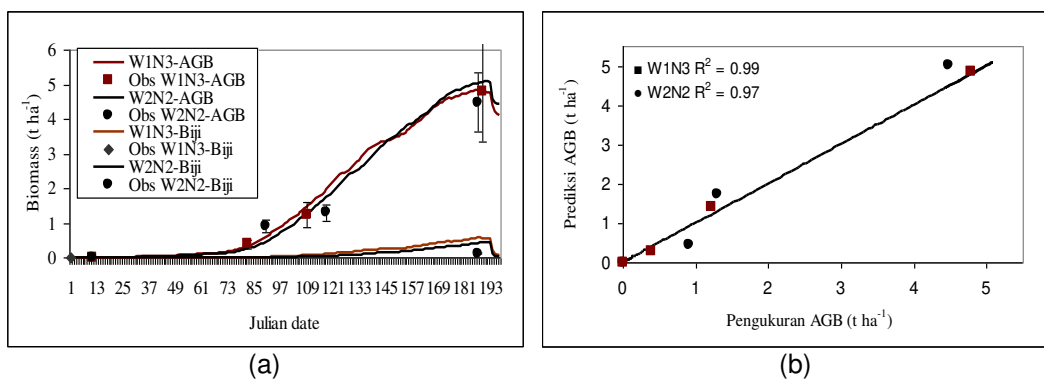 W1N3-AGB
Obs W1N3-AGB
W2N2-AGB
Obs W2N2-AGB
W1N3-Biji
Obs W1N3-Biji
W2N2-Biji
Obs W2N2-Biji
Biomass (t ha⁻¹)
6
5
4
3
2
1
0
1 13 25 37 49 61 73 85 97 109 121 133 145 157 169 181 193
Julian date
(a)
W1N3 R² = 0.99
W2N2 R² = 0.97
Prediksi AGB (t ha⁻¹)
5
4
3
2
1
0
0 1 2 3 4 5
Pengukuran AGB (t ha⁻¹)
(b)